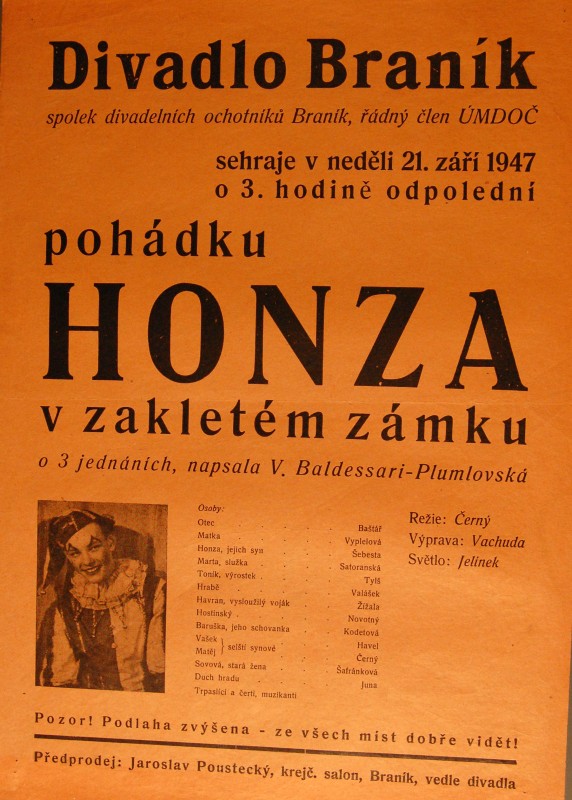 Divadlo Braník
spolek divadelních ochotníků Braník, řádný člen ÚMDOČ
sehraje v neděli 21. září 1947
o 3. hodině odpolední
pohádku
HONZA
v zakletém zámku
o 3 jednáních, napsala V. Baldessari-Plumlovská
Osoby:
Otec . . . . Baštář
Matka . . . . Vyplelová
Honza, jejich syn . . . . Šebesta
Marta, služka . . . . Satoranská
Toník, výrostek . . . . Tylš
Hrabě . . . . Valášek
Havran, vysloužilý voják . . . . Žížala
Hostinský . . . . Novotný
Baruška, jeho schovanka . . . . Kodetová
Vašek } selští synové . . . . Havel
Matěj } . . . . Černý
Sovová, stará žena . . . . Šafránková
Duch hradu . . . . Juna
Trpaslíci a čerti, muzikanti
Režie: Černý
Výprava: Vachuda
Světlo: Jelínek
Pozor! Podlaha zvýšena - ze všech míst dobře vidět!
Předprodej: Jaroslav Poustecký, krejč. salon, Braník, vedle divadla